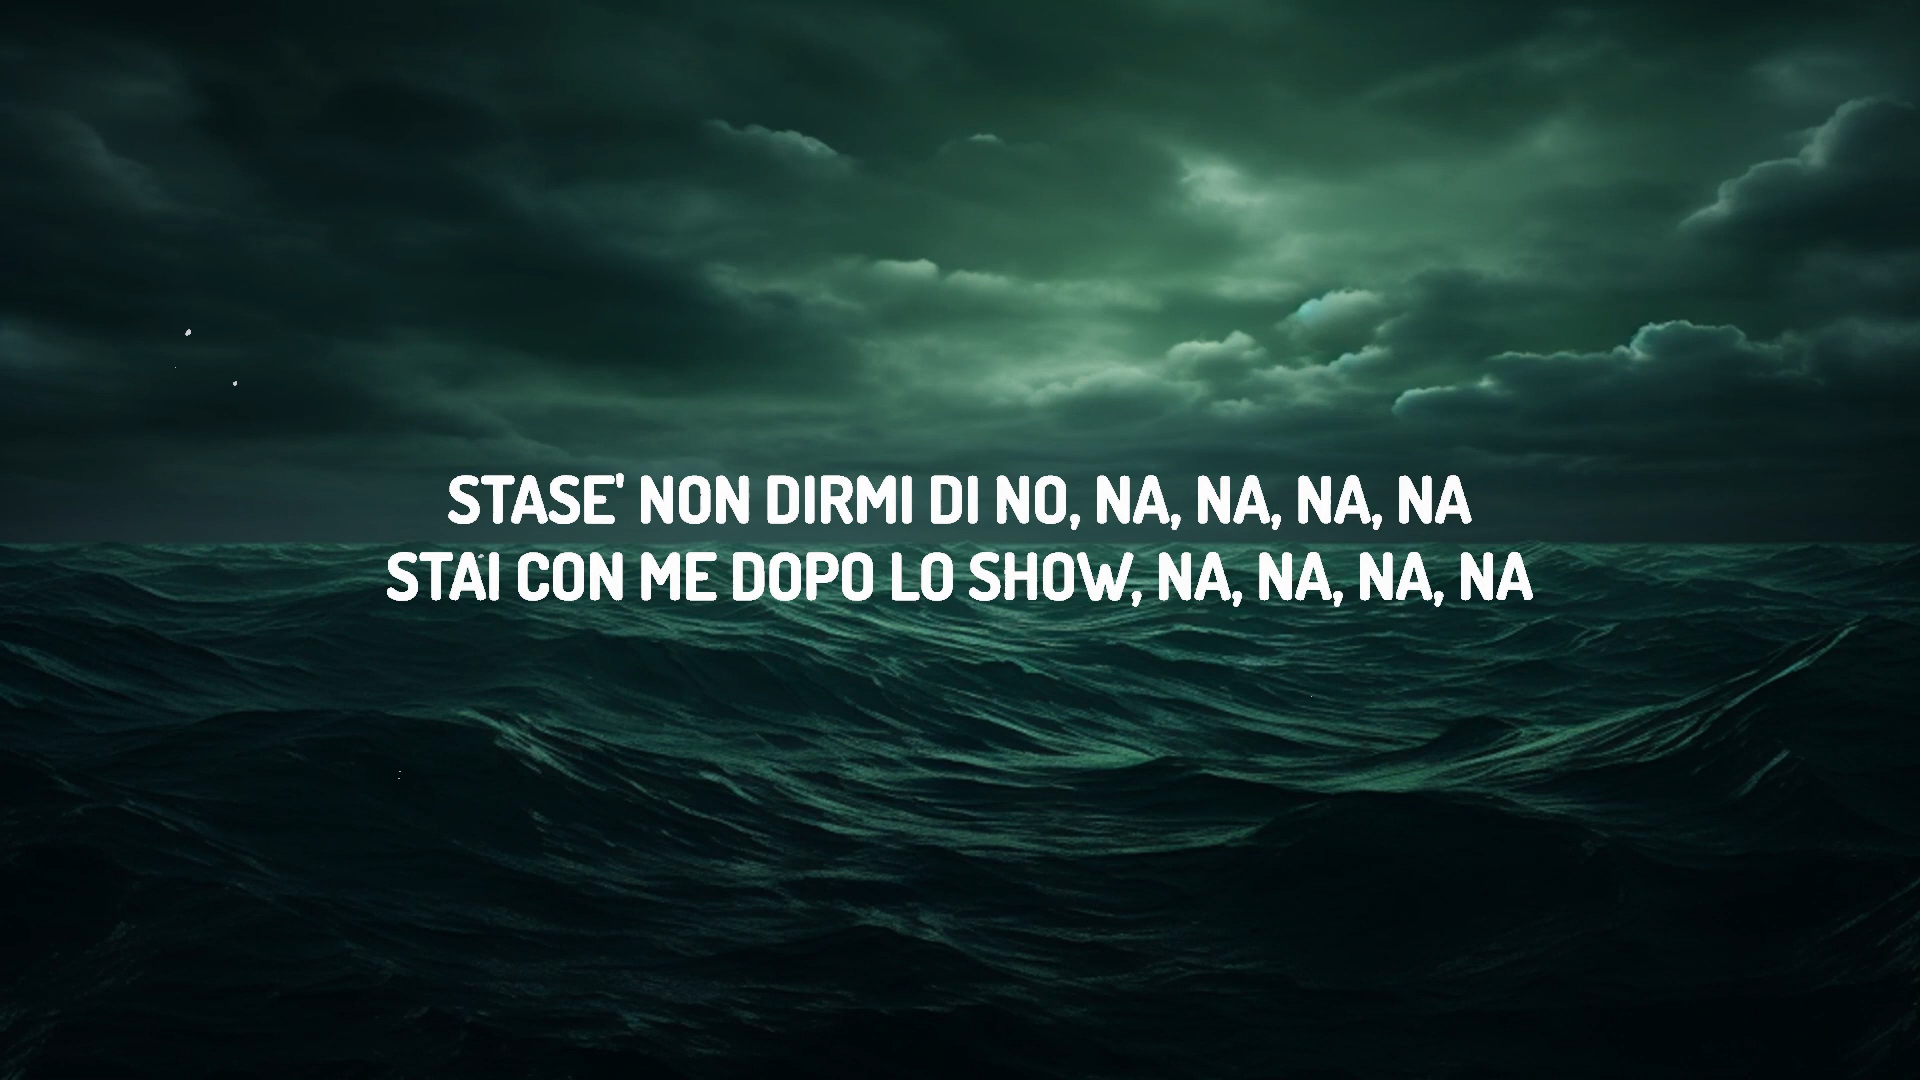 STASE' NON DIRMI DI NO, NA, NA, NA, NA
STAI CON ME DOPO LO SHOW, NA, NA, NA, NA